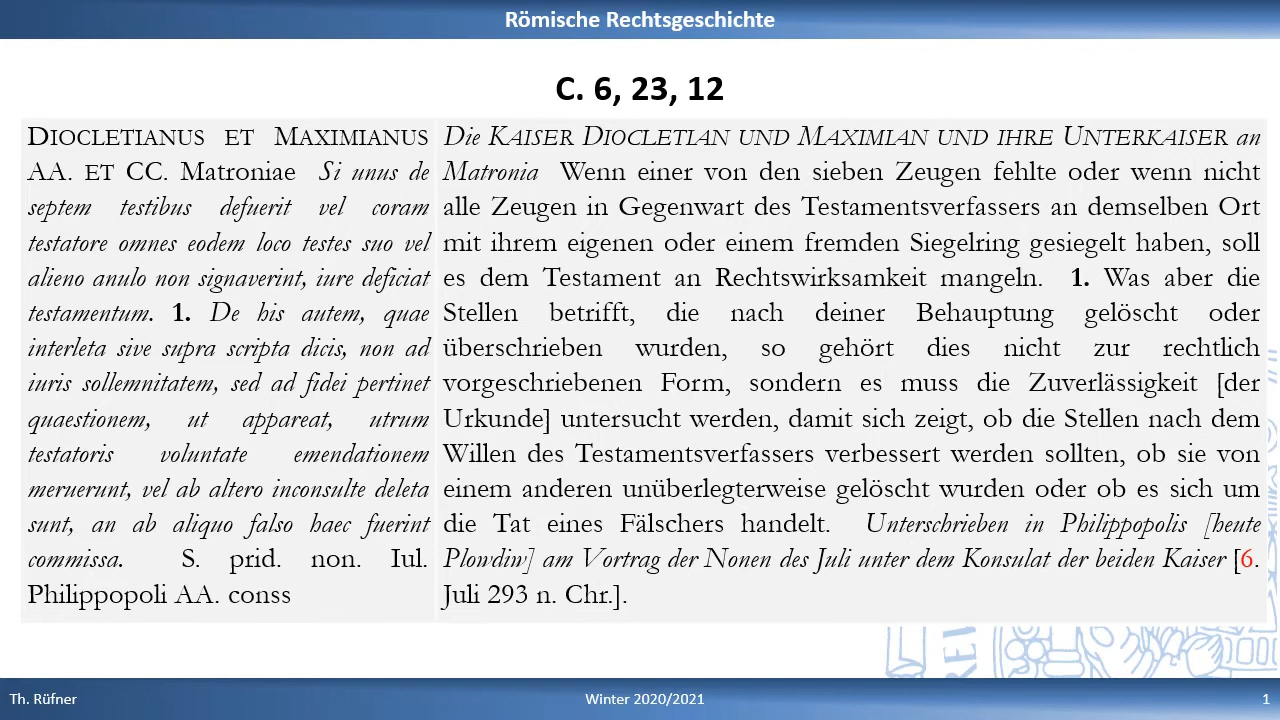 Römische Rechtsgeschichte
C. 6, 23, 12
DIOCLETIANUS ET MAXIMIANUS
AA. ET CC. Matroniae Si unus de
septem testibus defuerit vel coram
testatore omnes eodem loco testes suo vel
alieno anulo non signaverint, iure deficiat
testamentum. 1. De his autem, quae
interleta sive supra scripta dicis, non ad
iuris sollemnitatem, sed ad fidei pertinet
quaestionem, ut appareat, utrum
testatoris voluntate emendationem
meruerunt, vel ab altero inconsulte deleta
sunt, an ab aliquo falso haec fuerint
commissa. S. prid. non. Iul.
Philippopoli AA. conss
Die KAISER DIOCLETIAN UND MAXIMIAN UND IHRE UNTERKAISER an
Matronia Wenn einer von den sieben Zeugen fehlte oder wenn nicht
alle Zeugen in Gegenwart des Testamentsverfassers an demselben Ort
mit ihrem eigenen oder einem fremden Siegelring gesiegelt haben, soll
es dem Testament an Rechtswirksamkeit mangeln. 1. Was aber die
Stellen betrifft, die nach deiner Behauptung gelöscht oder
überschrieben wurden, so gehört dies nicht zur rechtlich
vorgeschriebenen Form, sondern es muss die Zuverlässigkeit [der
Urkunde] untersucht werden, damit sich zeigt, ob die Stellen nach dem
Willen des Testamentsverfassers verbessert werden sollten, ob sie von
einem anderen unüberlegterweise gelöscht wurden oder ob es sich um
die Tat eines Fälschers handelt. Unterschrieben in Philippopolis [heute
Plowdiw] am Vortrag der Nonen des Juli unter dem Konsulat der beiden Kaiser [6.
Juli 293 n. Chr.].
Th. Rüfner
Winter 2020/2021
1